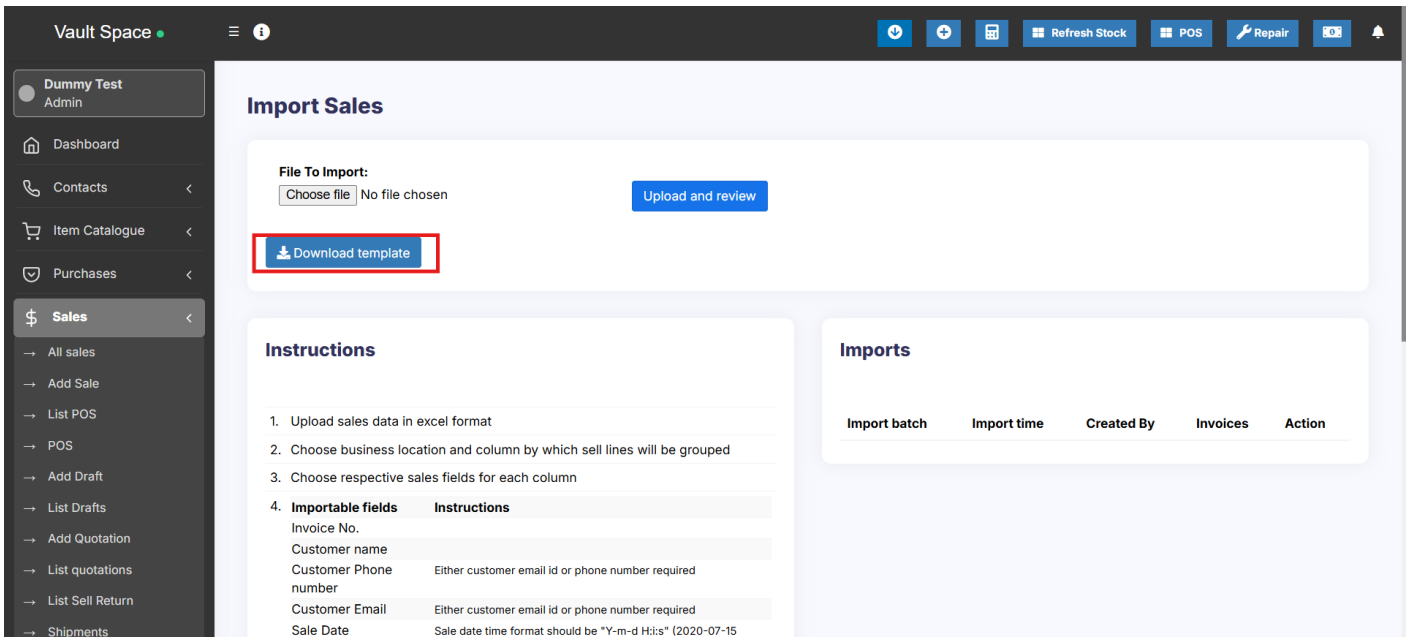 Vault Space
Refresh Stock
POS
Repair
Dummy Test
Admin
Dashboard
Contacts
Item Catalogue
Purchases
Sales
All sales
Add Sale
List POS
POS
Add Draft
List Drafts
Add Quotation
List quotations
List Sell Return
Shipments
Import Sales
File To Import:
Choose file No file chosen
Upload and review
Download template
Instructions
1. Upload sales data in excel format
2. Choose business location and column by which sell lines will be grouped
3. Choose respective sales fields for each column
4. Importable fields Instructions
Invoice No.
Customer name
Customer Phone number Either customer email id or phone number required
Customer Email Either customer email id or phone number required
Sale Date Sale date time format should be "Y-m-d H:i:s" (2020-07-15
Imports
Import batch Import time Created By Invoices Action